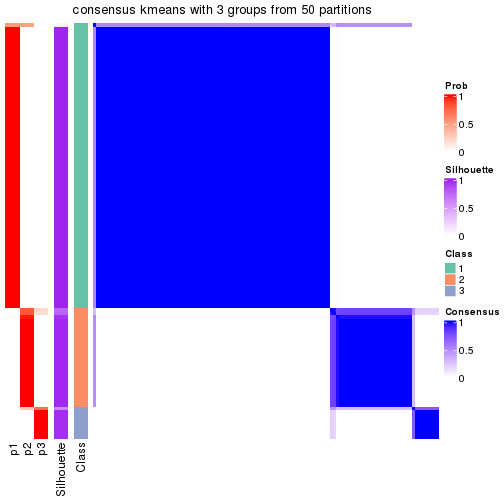 consensus kmeans with 3 groups from 50 partitions
Prob
1
0.5
0
Silhouette
1
0.5
0
Class
1
2
3
Consensus
1
0.5
0
p1
p2
p3
Silhouette
Class